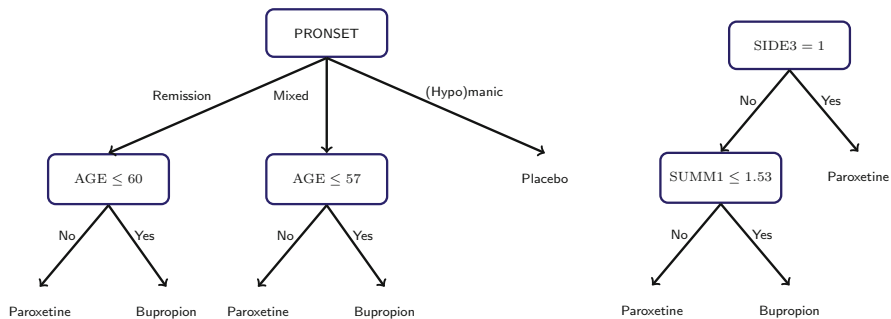 PRONSET
Remission
Mixed
(Hypo)manic
AGE ≤ 60
AGE ≤ 57
Placebo
No
Yes
No
Yes
Paroxetine
Bupropion
Paroxetine
Bupropion
SIDE3 = 1
No
Yes
SUMM1 ≤ 1.53
Paroxetine
No
Yes
Paroxetine
Bupropion